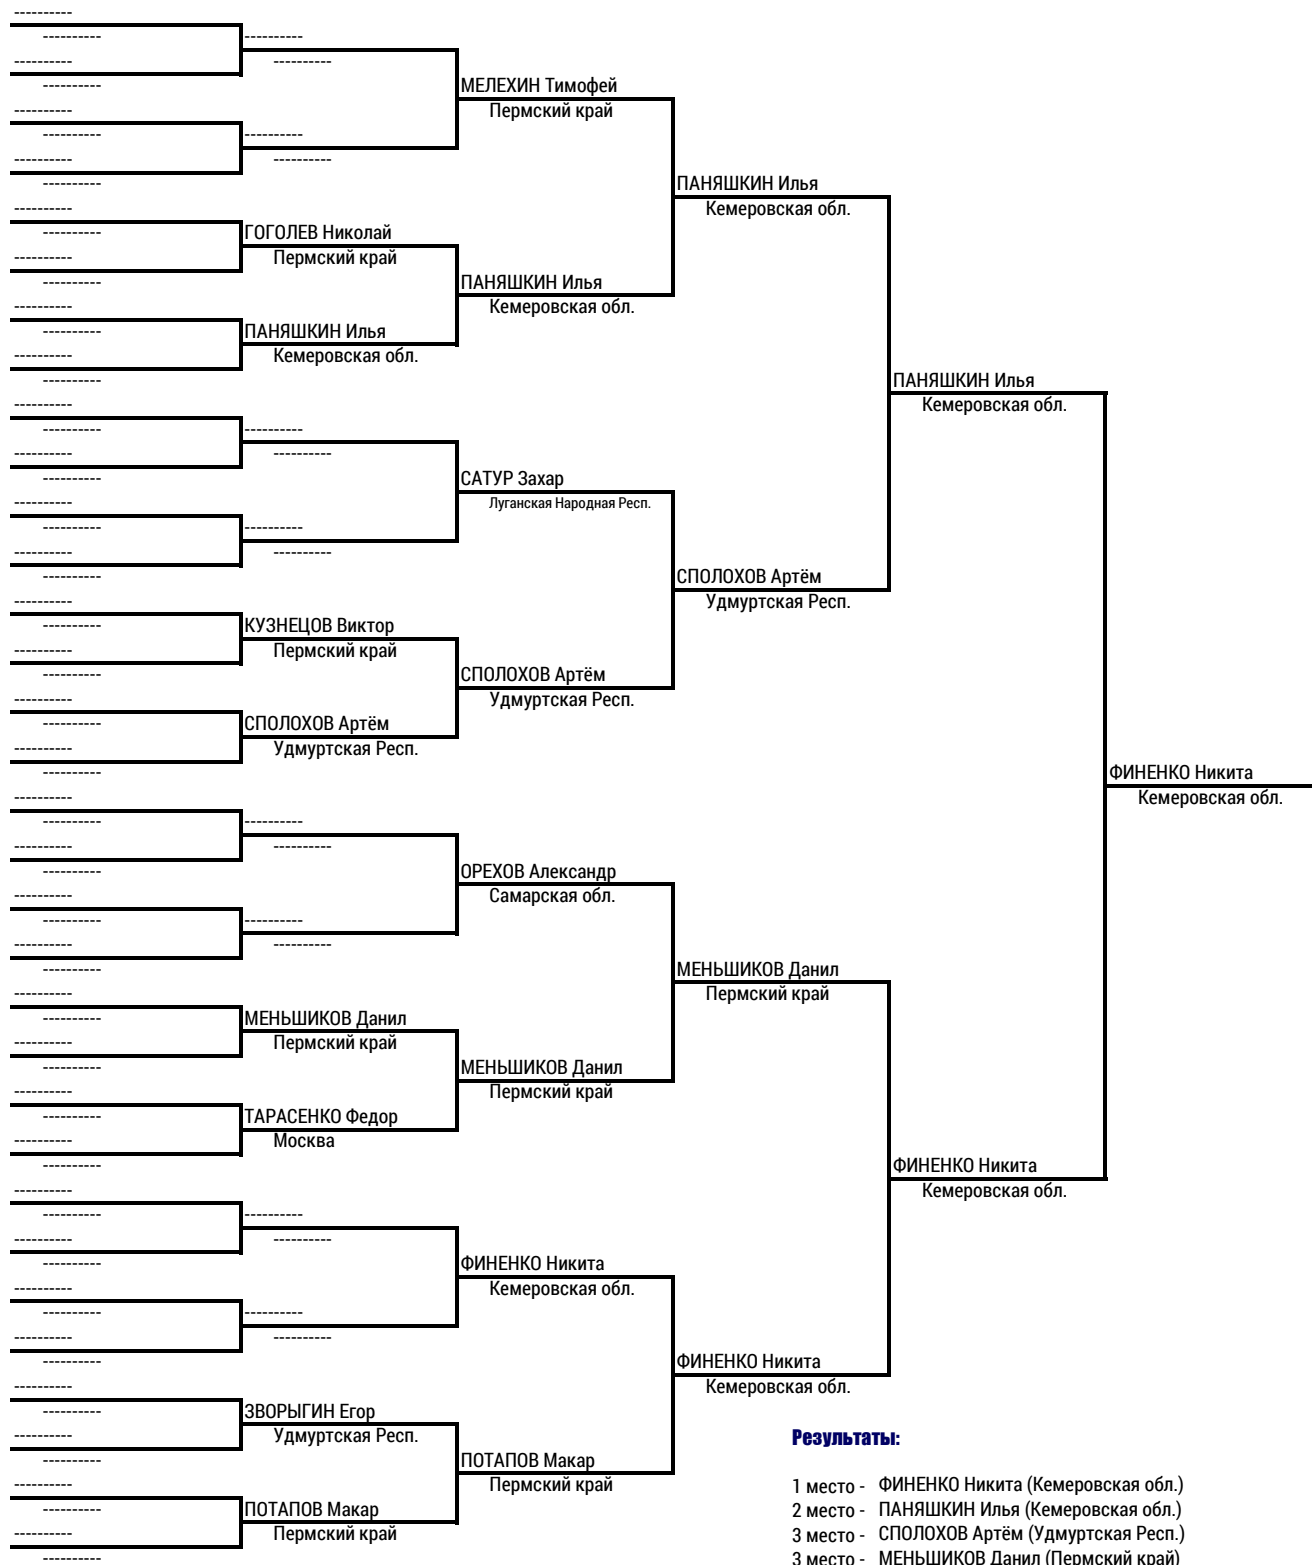 МЕЛЕХИН Тимофей
Пермский край
ПАНЯШКИН Илья
Кемеровская обл.
ГОГОЛЕВ Николай
Пермский край
ПАНЯШКИН Илья
Кемеровская обл.
ПАНЯШКИН Илья
Кемеровская обл.
ПАНЯШКИН Илья
Кемеровская обл.
САТУР Захар
Луганская Народная Респ.
СПОЛОХОВ Артём
Удмуртская Респ.
КУЗНЕЦОВ Виктор
Пермский край
СПОЛОХОВ Артём
Удмуртская Респ.
СПОЛОХОВ Артём
Удмуртская Респ.
ФИНЕНКО Никита
Кемеровская обл.
ОРЕХОВ Александр
Самарская обл.
МЕНЬШИКОВ Данил
Пермский край
МЕНЬШИКОВ Данил
Пермский край
МЕНЬШИКОВ Данил
Пермский край
ТАРАСЕНКО Федор
Москва
ФИНЕНКО Никита
Кемеровская обл.
ФИНЕНКО Никита
Кемеровская обл.
ФИНЕНКО Никита
Кемеровская обл.
ЗВОРЫГИН Егор
Удмуртская Респ.
ПОТАПОВ Макар
Пермский край
ПОТАПОВ Макар
Пермский край
Результаты:
1 место - ФИНЕНКО Никита (Кемеровская обл.)
2 место - ПАНЯШКИН Илья (Кемеровская обл.)
3 место - СПОЛОХОВ Артём (Удмуртская Респ.)
3 место - МЕНЬШИКОВ Данил (Пермский край)